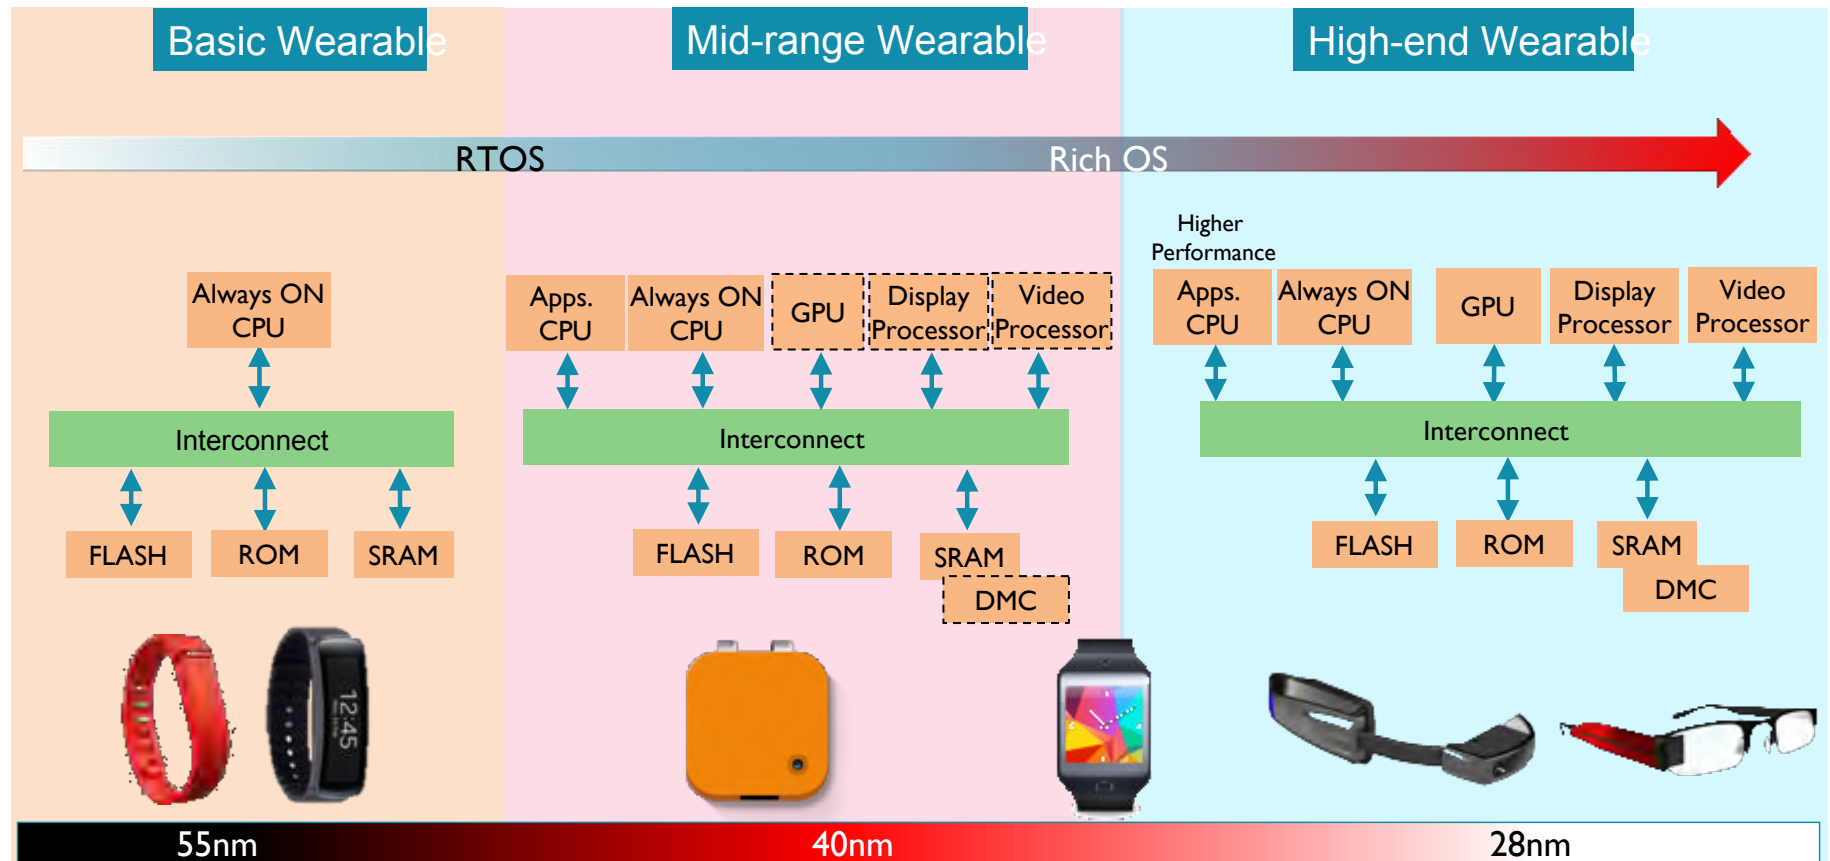 Basic Wearable
Mid-range Wearable
High-end Wearable
RTOS
Rich OS
Always ON
CPU
Interconnect
FLASH
ROM
SRAM
Apps.
CPU
Always ON
CPU
GPU
Display
Processor
Video
Processor
Interconnect
FLASH
ROM
SRAM
DMC
Higher
Performance
Apps.
CPU
Always ON
CPU
GPU
Display
Processor
Video
Processor
Interconnect
FLASH
ROM
SRAM
DMC
12:45
55nm
40nm
28nm